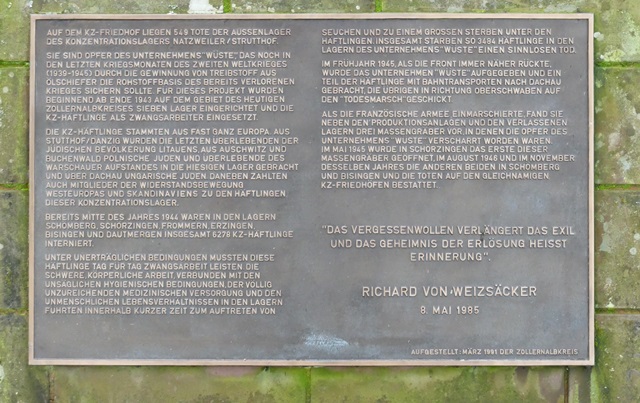 AUF DEM KZ-FRIEDHOF LIEGEN 549 TOTE DER AUSSENLAGER
DES KONZENTRATIONSLAGERS NATZWEILER/STRUTTHOF.
SIE SIND OPFER DES UNTERNEHMENS "WÜSTE", DAS NOCH IN
DEN LETZTEN KRIEGSMONATEN DES ZWEITEN WELTKRIEGES
(1939-1945) DURCH DIE GEWINNUNG VON TREIBSTOFF AUS
ÖLSCHIEFER DIE ROHSTOFFBASIS DES BEREITS VERLORENEN
KRIEGES SICHERN SOLLTE. FÜR DIESES PROJEKT WURDEN
BEGINNEND AB ENDE 1943 AUF DEM GEBIET DES HEUTIGEN
ZOLLERNALBKREISES SIEBEN LAGER EINGERICHTET UND DIE
KZ-HÄFTLINGE ALS ZWANGSARBEITER EINGESETZT.
DIE KZ-HÄFTLINGE STAMMTEN AUS FAST GANZ EUROPA. AUS
STUTTHOF/DANZIG WURDEN DIE LETZTEN ÜBERLEBENDEN DER
JÜDISCHEN BEVÖLKERUNG LITAUENS, AUS AUSCHWITZ UND
BUCHENWALD POLNISCHE JUDEN UND ÜBERLEBENDE DES
WARSCHAUER AUFSTANDES IN DIE HIESIGEN LAGER GEBRACHT
UND ÜBER DACHAU UNGARISCHE JUDEN. DANEBEN ZÄHLTEN
AUCH MITGLIEDER DER WIDERSTANDSBEWEGUNG
WESTEUROPAS UND SKANDINAVIENS ZU DEN HÄFTLINGEN
DIESER KONZENTRATIONSLAGER.
BEREITS MITTE DES JAHRES 1944 WAREN IN DEN LAGERN
SCHÖMBERG, SCHÖRZINGEN, FROMMERN, ERZINGEN,
BISINGEN UND DAUTMERGEN INSGESAMT 6278 KZ-HÄFTLINGE
INTERNIERT.
UNTER UNERTRÄGLICHEN BEDINGUNGEN MUSSTEN DIESE
HÄFTLINGE TAG FÜR TAG ZWANGSARBEIT LEISTEN. DIE
SCHWERE, KÖRPERLICHE ARBEIT, VERBUNDEN MIT DEN
UNSÄGLICHEN HYGIENISCHEN BEDINGUNGEN, DER VÖLLIG
UNZUREICHENDEN MEDIZINISCHEN VERSORGUNG UND DEN
UNMENSCHLICHEN LEBENSVERHÄLTNISSEN IN DEN LAGERN
FÜHRTEN INNERHALB KURZER ZEIT ZUM AUFTRETEN VON
SEUCHEN UND ZU EINEM GROSSEN STERBEN UNTER DEN
HÄFTLINGEN. INSGESAMT STARBEN SO 3484 HÄFTLINGE IN DEN
LAGERN DES UNTERNEHMENS "WÜSTE" EINEN SINNLOSEN TOD.
IM FRÜHJAHR 1945, ALS DIE FRONT IMMER NÄHER RÜCKTE,
WURDE DAS UNTERNEHMEN "WÜSTE" AUFGEGEBEN UND EIN
TEIL DER HÄFTLINGE MIT BAHNTRANSPORTEN NACH DACHAU
GEBRACHT, DIE ÜBRIGEN IN RICHTUNG OBERSCHWABEN AUF
DEN "TODESMARSCH" GESCHICKT.
ALS DIE FRANZÖSISCHE ARMEE EINMARSCHIERTE, FAND SIE
NEBEN DEN PRODUKTIONSANLAGEN UND DEN VERLASSENEN
LAGERN DREI MASSENGRÄBER VOR, IN DENEN DIE OPFER DES
UNTERNEHMENS "WÜSTE" VERSCHARRT WORDEN WAREN.
IM MAI 1945 WURDE IN SCHÖRZINGEN DAS ERSTE DIESER
MASSENGRÄBER GEÖFFNET, IM AUGUST 1946 UND IM NOVEMBER
DESSELBEN JAHRES DIE ANDEREN BEIDEN IN SCHÖMBERG
UND BISINGEN UND DIE TOTEN AUF DEN GLEICHNAMIGEN
KZ-FRIEDHÖFEN BESTATTET.
"DAS VERGESSENWOLLEN VERLÄNGERT DAS EXIL
UND DAS GEHEIMNIS DER ERLÖSUNG HEISST
ERINNERUNG".
RICHARD VON WEIZSÄCKER
8. MAI 1985
AUFGESTELLT: MÄRZ 1991 DER ZOLLERNALBKREIS